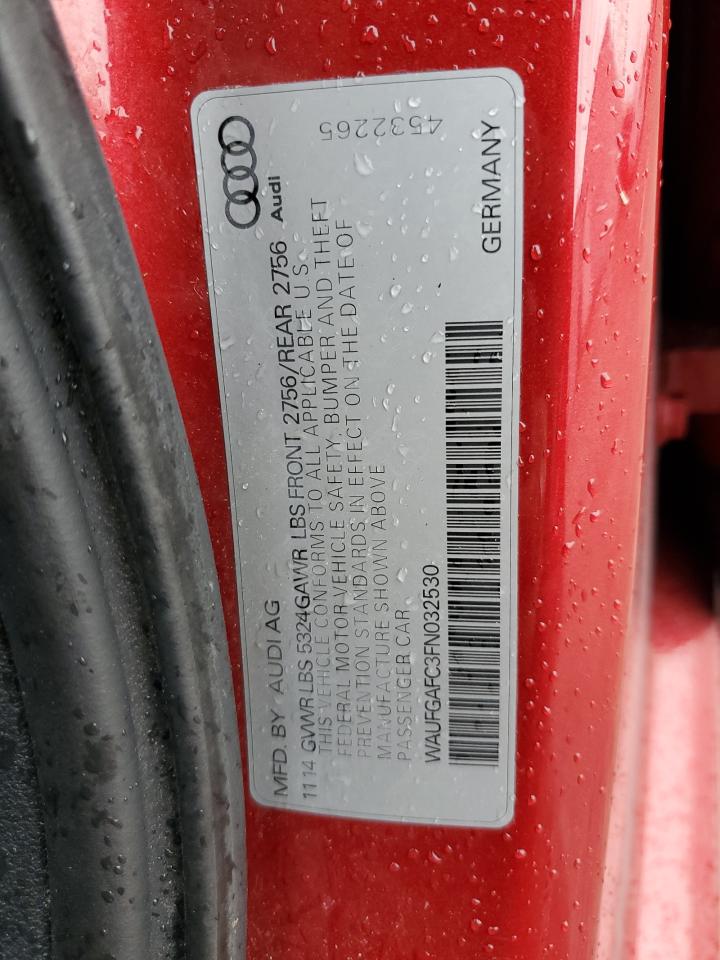 MFD. BY AUDI AG
11 14 GVWR LBS 5324 GAWR LBS FRONT 2756/REAR 2756
Audi
THIS VEHICLE CONFORMS TO ALL APPLICABLE U.S.
FEDERAL MOTOR VEHICLE SAFETY, BUMPER AND THEFT
PREVENTION STANDARDS IN EFFECT ON THE DATE OF
MANUFACTURE SHOWN ABOVE
PASSENGER CAR
4532265
WAUFGAFC3FN032530
GERMANY